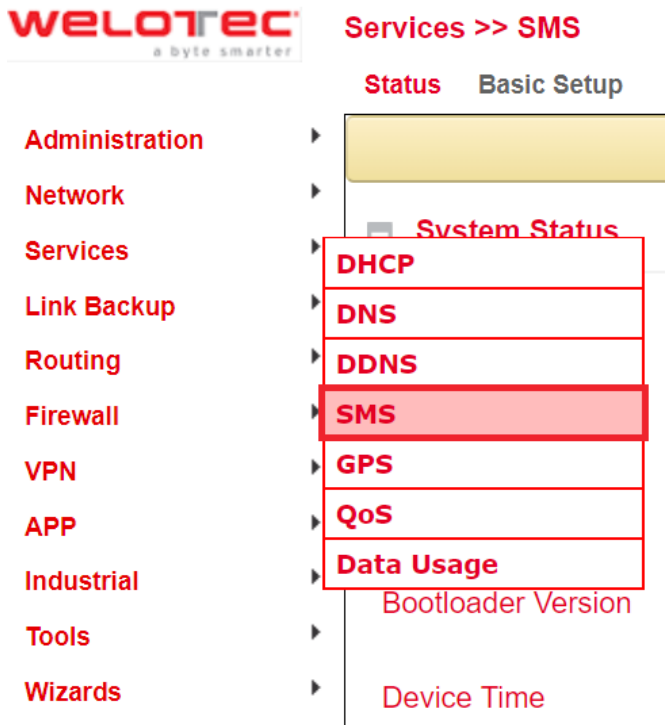 WELOTEC
a byte smarter
Services >> SMS
Status Basic Setup
Administration
Network
Services
Link Backup
Routing
Firewall
VPN
APP
Industrial
Tools
Wizards
System Status
DHCP
DNS
DDNS
SMS
GPS
QoS
Data Usage
Bootloader Version
Device Time